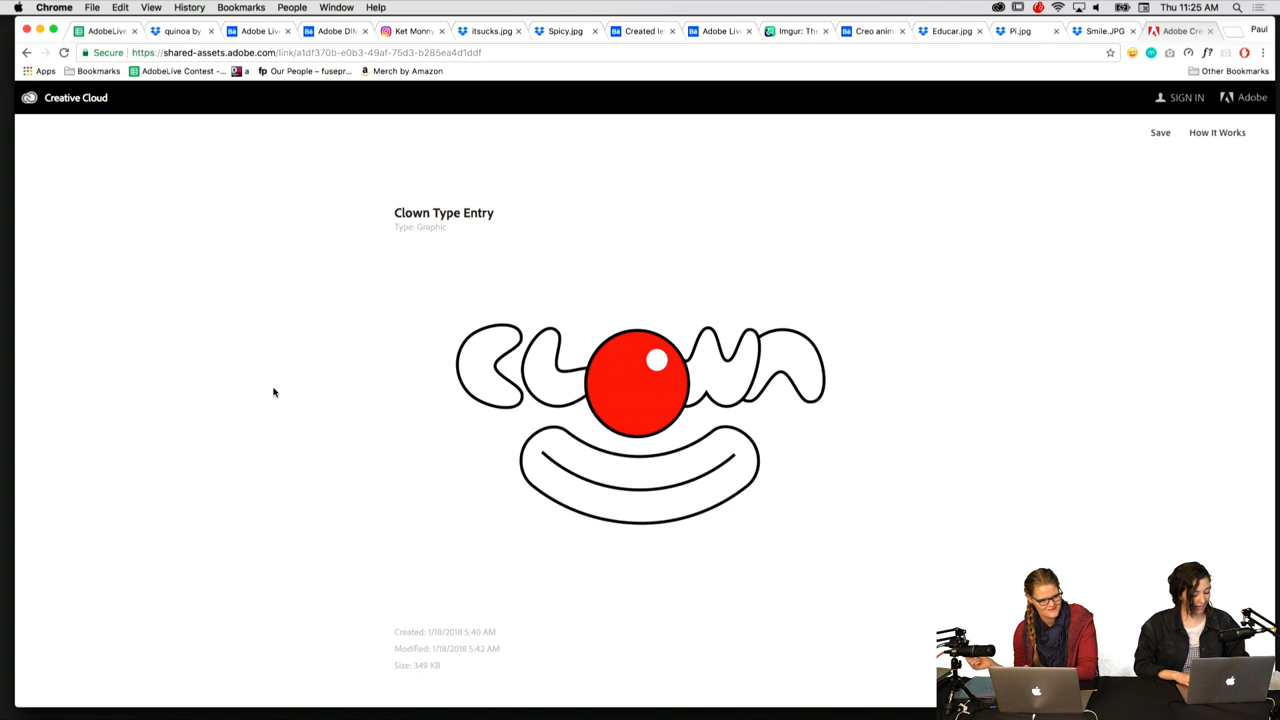 Chrome File Edit View History Bookmarks People Window Help Thu 11:25 AM
AdobeLive quinoa by Adobe Liv Adobe DIM Ket Monny itsucks.jpg Spicy.jpg Created le Adobe Liv Imgur: The Creo anim Educar.jpg Pi.jpg Smile.JPG Adobe Cre Paul
Secure https://shared-assets.adobe.com/link/a1df370b-e0b3-49af-75d3-b285ea4d1ddf
Apps Bookmarks AdobeLive Contest -... a fp Our People – fusepr... Merch by Amazon Other Bookmarks
Creative Cloud SIGN IN Adobe
Save How It Works
Clown Type Entry
Type: Graphic
CLOWN
Created: 1/18/2018 5:40 AM
Modified: 1/18/2018 5:42 AM
Size: 349 KB